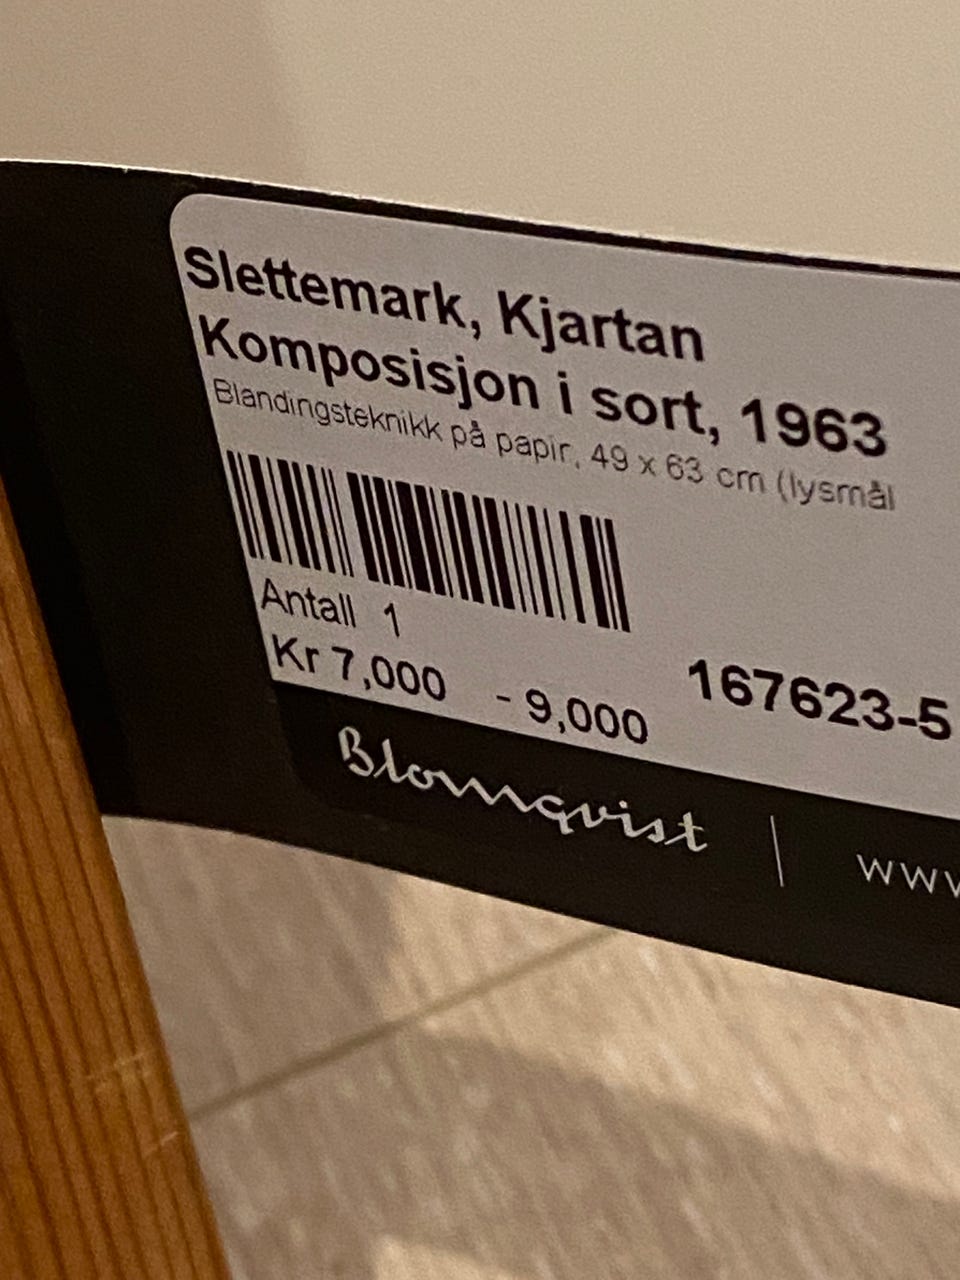 Slettemark, Kjartan
Komposisjon i sort, 1963
Blandingsteknikk på papir, 49 x 63 cm (lysmål
Antall 1
Kr 7,000 - 9,000
167623-5
Blomqvist | www